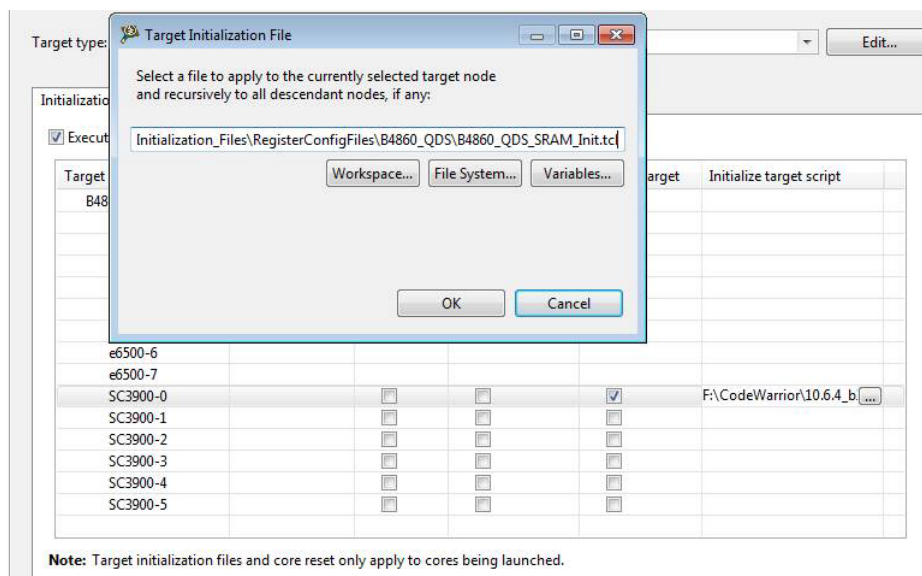 Target type:
Edit...
Target Initialization File
Select a file to apply to the currently selected target node
and recursively to all descendant nodes, if any:
Initializatio
Initialization_Files\RegisterConfigFiles\B4860_QDS\B4860_QDS_SRAM_Init.tcl
Execut
Workspace... File System... Variables...
Target arget Initialize target script
B48
OK Cancel
e6500-6
e6500-7
SC3900-0 F:\CodeWarrior\10.6.4_b. ...
SC3900-1
SC3900-2
SC3900-3
SC3900-4
SC3900-5
Note: Target initialization files and core reset only apply to cores being launched.